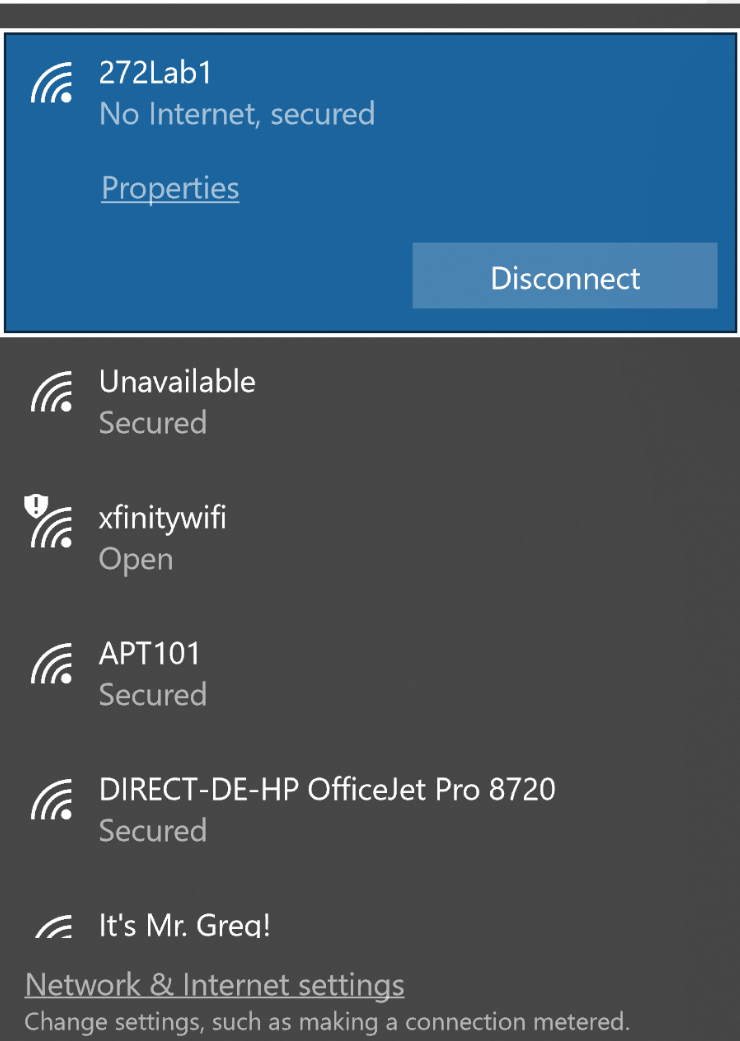 272Lab1
No Internet, secured
Properties
Disconnect
Unavailable
Secured
xfinitywifi
Open
APT101
Secured
DIRECT-DE-HP OfficeJet Pro 8720
Secured
It's Mr. Greg!
Network & Internet settings
Change settings, such as making a connection metered.